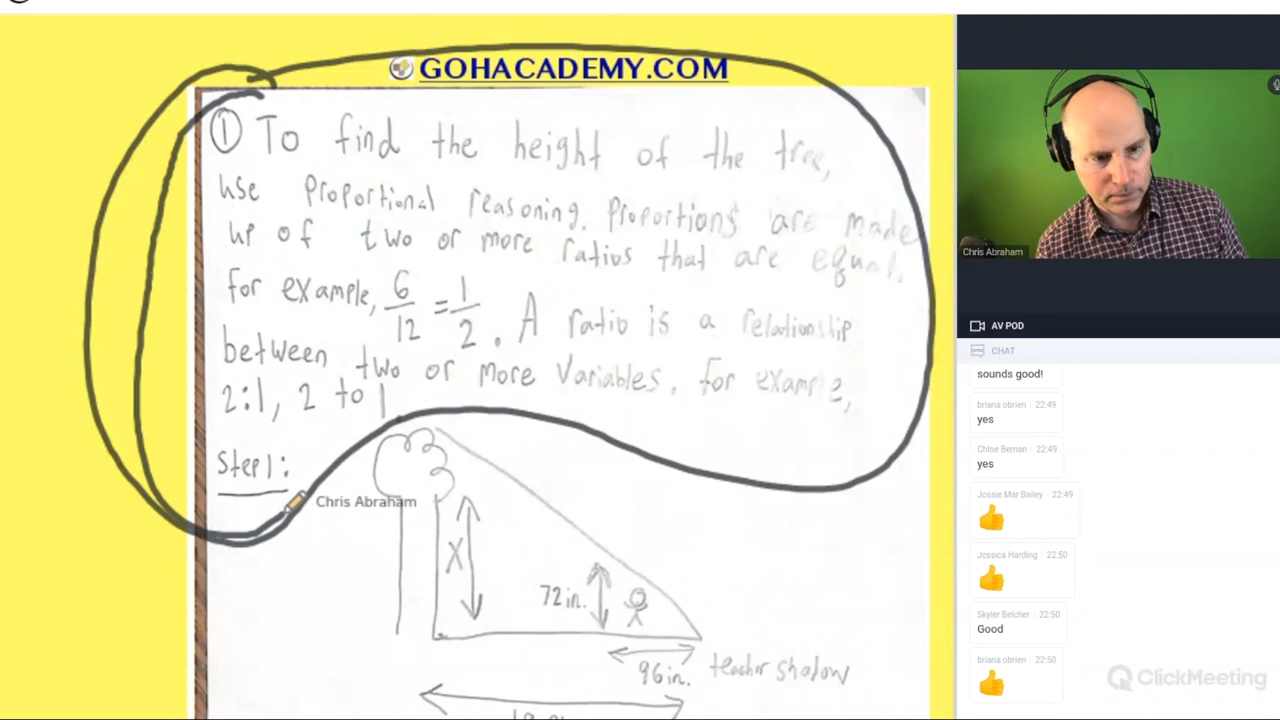 GOHACADEMY.COM
① To find the height of the tree,
use Proportional reasoning. Proportions are made
up of two or more ratios that are equal.
for example, 6/12 = 1/2 . A ratio is a relationship
between two or more Variables. for example,
2:1, 2 to 1
Step 1:
Chris Abraham
X
72 in.
96 in. teacher shadow
Chris Abraham
AV POD
CHAT
sounds good!
briana obrien 22:49
yes
Chloe Beman 22:49
yes
Jossie Mar Bailey 22:49
👍
Jessica Harding 22:50
👍
Skyler Belcher 22:50
Good
briana obrien 22:50
👍
ClickMeeting